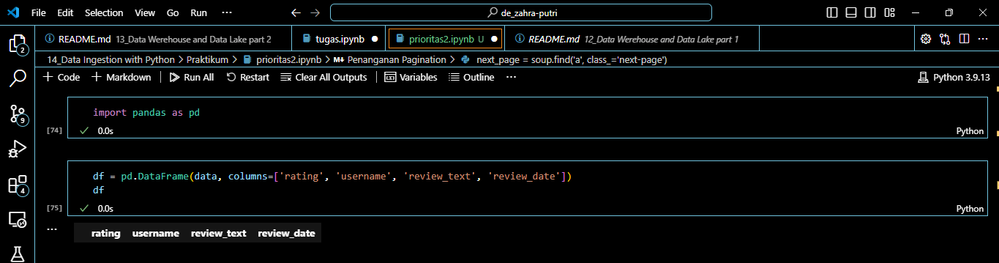 File Edit Selection View Go Run ··· ← → de_zahra-putri
README.md 13_Data Werehouse and Data Lake part 2 tugas.ipynb ● prioritas2.ipynb U ● README.md 12_Data Werehouse and Data Lake part 1 ···
14_Data Ingestion with Python > Praktikum > prioritas2.ipynb > M↓ Penanganan Pagination > next_page = soup.find('a', class_='next-page')
+ Code + Markdown Run All Restart Clear All Outputs Variables Outline ··· Python 3.9.13
import pandas as pd
[74] ✓ 0.0s Python
df = pd.DataFrame(data, columns=['rating', 'username', 'review_text', 'review_date'])
df
[75] ✓ 0.0s Python
··· rating username review_text review_date
2
9
4